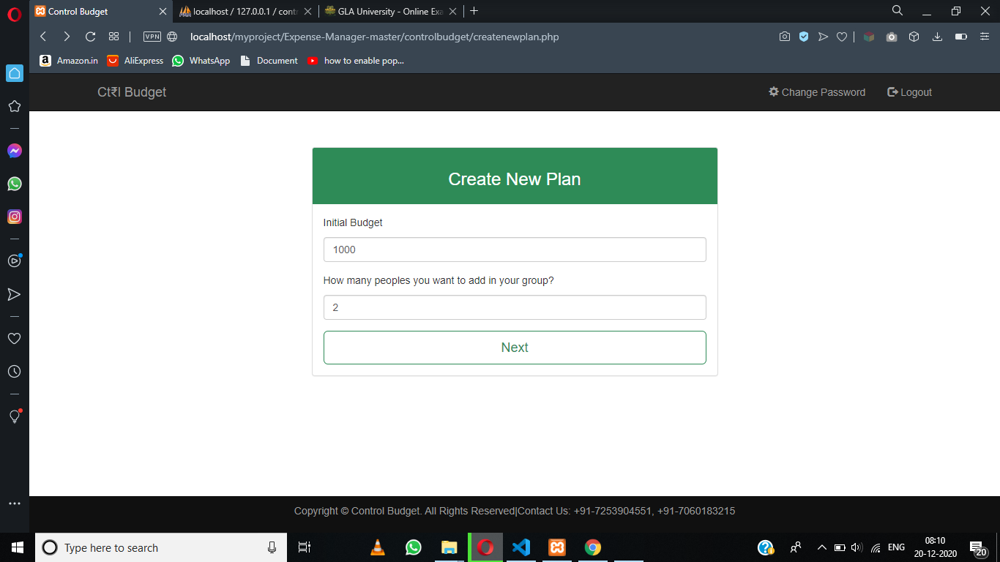 Control Budget
localhost / 127.0.0.1 / cont
GLA University - Online Exa
VPN
localhost/myproject/Expense-Manager-master/controlbudget/createnewplan.php
Amazon.in
AliExpress
WhatsApp
Document
how to enable pop...
Ct₹l Budget
Change Password
Logout
Create New Plan
Initial Budget
1000
How many peoples you want to add in your group?
2
Next
Copyright © Control Budget. All Rights Reserved|Contact Us: +91-7253904551, +91-7060183215
Type here to search
ENG
08:10
20-12-2020
20